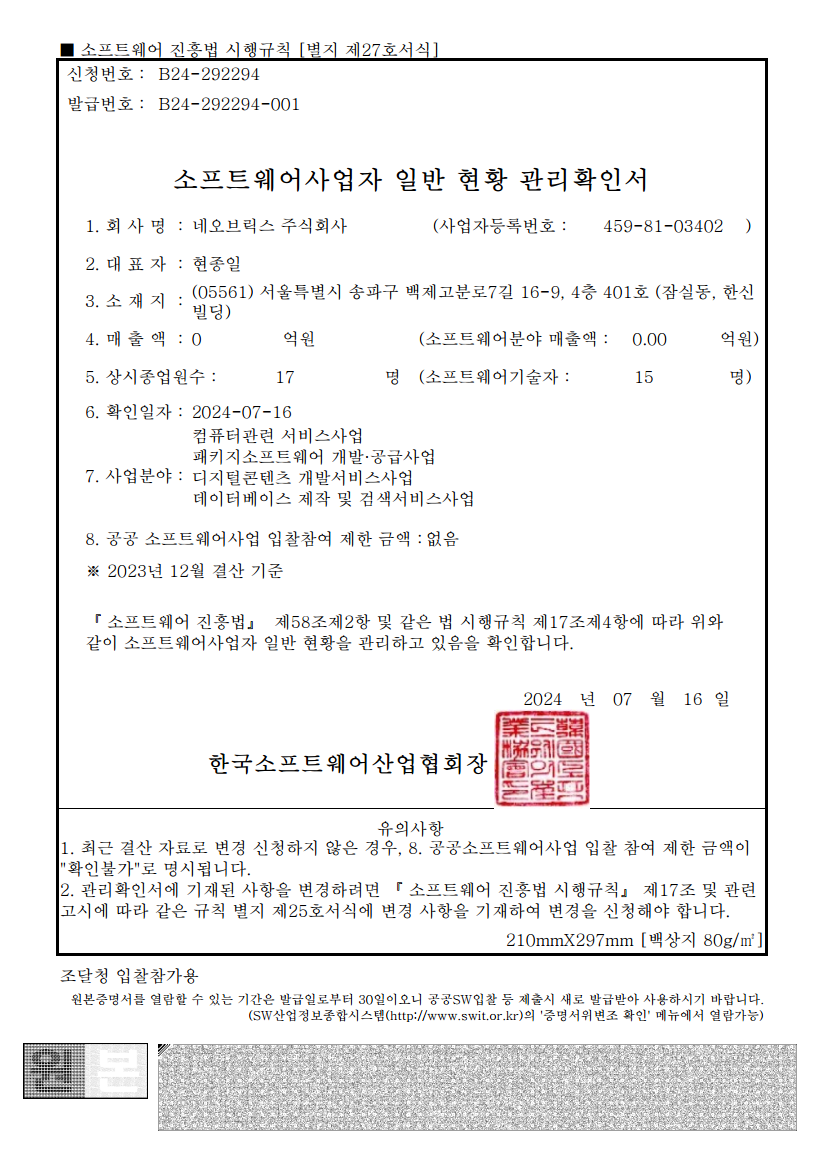 ■ 소프트웨어 진흥법 시행규칙 [별지 제27호서식]
신청번호 : B24-292294
발급번호 : B24-292294-001
소프트웨어사업자 일반 현황 관리확인서
1. 회 사 명 : 네오브릭스 주식회사 (사업자등록번호 : 459-81-03402 )
2. 대 표 자 : 현종일
3. 소 재 지 : (05561) 서울특별시 송파구 백제고분로7길 16-9, 4층 401호 (잠실동, 한신
빌딩)
4. 매 출 액 : 0 억원 (소프트웨어분야 매출액 : 0.00 억원)
5. 상시종업원수 : 17 명 (소프트웨어기술자 : 15 명)
6. 확인일자 : 2024-07-16
컴퓨터관련 서비스사업
패키지소프트웨어 개발·공급사업
7. 사업분야 : 디지털콘텐츠 개발서비스사업
데이터베이스 제작 및 검색서비스사업
8. 공공 소프트웨어사업 입찰참여 제한 금액 : 없음
※ 2023년 12월 결산 기준
『 소프트웨어 진흥법』 제58조제2항 및 같은 법 시행규칙 제17조제4항에 따라 위와
같이 소프트웨어사업자 일반 현황을 관리하고 있음을 확인합니다.
2024 년 07 월 16 일
한국소프트웨어산업협회장
유의사항
1. 최근 결산 자료로 변경 신청하지 않은 경우, 8. 공공소프트웨어사업 입찰 참여 제한 금액이
"확인불가"로 명시됩니다.
2. 관리확인서에 기재된 사항을 변경하려면 『 소프트웨어 진흥법 시행규칙』 제17조 및 관련
고시에 따라 같은 규칙 별지 제25호서식에 변경 사항을 기재하여 변경을 신청해야 합니다.
210mmX297mm [백상지 80g/㎡]
조달청 입찰참가용
원본증명서를 열람할 수 있는 기간은 발급일로부터 30일이오니 공공SW입찰 등 제출시 새로 발급받아 사용하시기 바랍니다.
(SW산업정보종합시스템(http://www.swit.or.kr)의 '증명서위변조 확인' 메뉴에서 열람가능)
원본